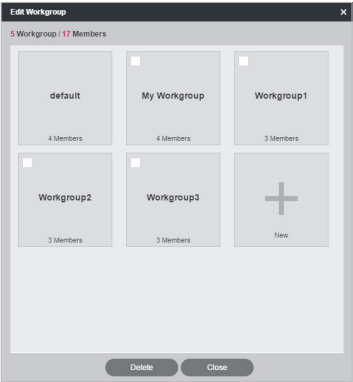 Edit Workgroup
×
5 Workgroup / 17 Members
default
4 Members
My Workgroup
4 Members
Workgroup1
3 Members
Workgroup2
3 Members
Workgroup3
3 Members
New
Delete
Close